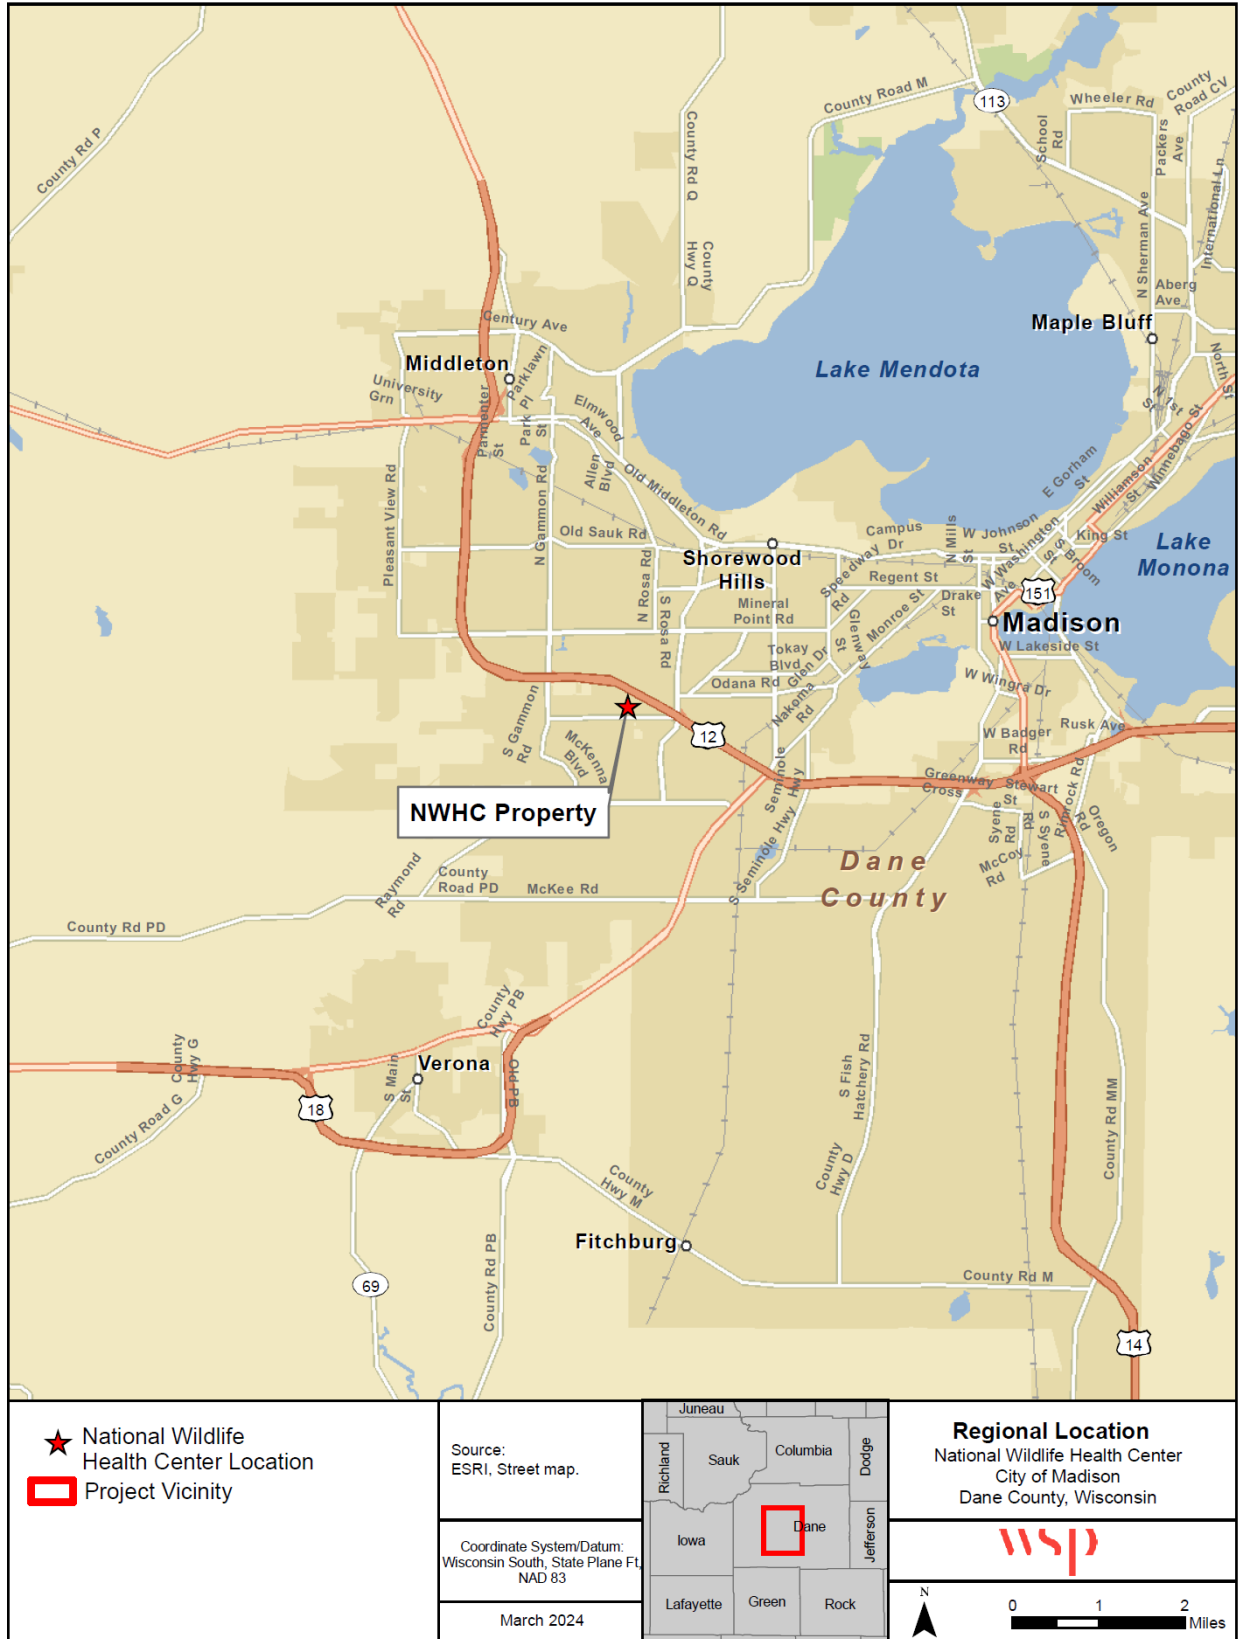 County Road M
113
Wheeler Rd
County
Road CV
School
Rd
Packers
Ave
County Rd P
County Rd Q
International Ln
N Sherman Ave
County
Hwy Q
Aberg
Ave
Century Ave
Maple Bluff
Middleton
Lake Mendota
North St
Parklawn
University
Grn
Park Pl
St
Elmwood
Ave
N 1st
St
Parmenter
St
Winnebago St
Williamson
St
E Gorham
St
Allen
Blvd
Old Middleton Rd
Pleasant View Rd
N Gammon Rd
Old Sauk Rd
Campus
Dr
N Mills
St
W Johnson
St
W Washington
Ave
S Broom
St
King St
Lake
Monona
Shorewood
Hills
Speedway
Rd
Regent St
N Rosa Rd
S Rosa Rd
Mineral
Point Rd
Drake
St
Monroe St
151
Madison
Glenway
St
Tokay
Blvd
Glen Dr
W Lakeside St
Odana Rd
W Wingra Dr
Nakoma
Rd
S Gammon
Rd
Rusk Ave
12
W Badger
Rd
McKenna
Blvd
Seminole
Hwy
Greenway
Cross
Stewart
St
Rimrock Rd
NWHC Property
Syene
Rd
S Syene
Rd
Oregon
Rd
McCoy
Rd
Dane
County
S Seminole Hwy
Raymond
Rd
County
Road PD
McKee Rd
County Rd PD
County
Hwy PB
County
Hwy G
Verona
Old PB
S Main
St
S Fish
Hatchery Rd
18
County Road G
County Rd MM
County
Hwy D
County
Hwy M
Fitchburg
County Rd PB
69
County Rd M
14
National Wildlife
Health Center Location
Project Vicinity
Source:
ESRI, Street map.
Coordinate System/Datum:
Wisconsin South, State Plane Ft,
NAD 83
March 2024
Juneau
Richland
Sauk
Columbia
Dodge
Iowa
Dane
Jefferson
Lafayette
Green
Rock
Regional Location
National Wildlife Health Center
City of Madison
Dane County, Wisconsin
wsp
N
0 1 2
Miles